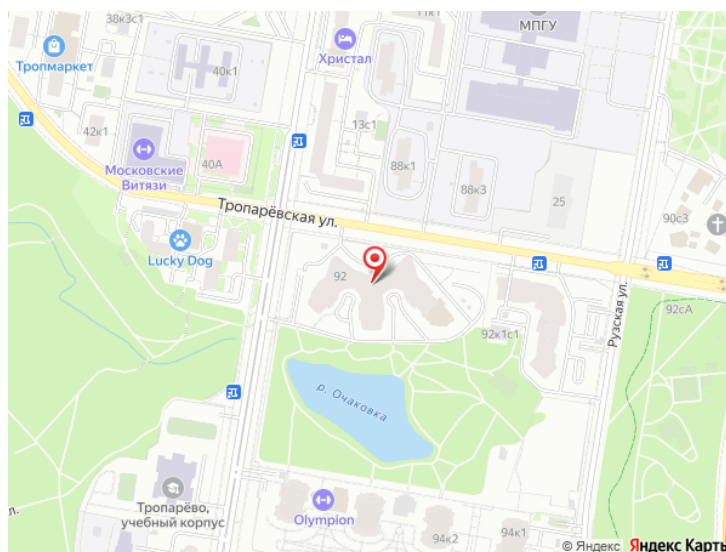 38к3с1
11к1
МПГУ
Тропмаркет
Христал
40к1
42к1
13с1
40А
Московские
Витязи
88к1
88к3
25
90с3
Тропарёвская ул.
Lucky Dog
92
92сА
92к1с1
Рузская ул.
р. Очаковка
Тропарёво,
учебный корпус
л.
Olympion
94к2
94к1
© Яндекс Яндекс Карты